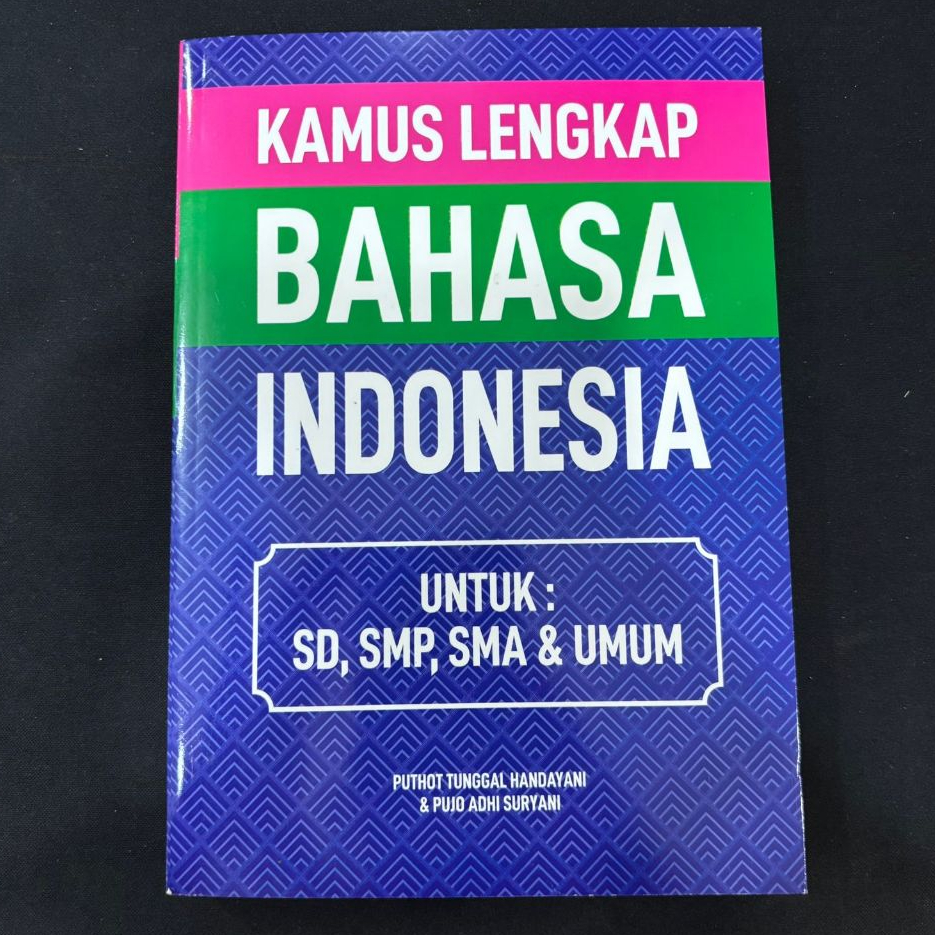 KAMUS LENGKAP
BAHASA
INDONESIA
UNTUK :
SD, SMP, SMA & UMUM
PUTHOT TUNGGAL HANDAYANI
& PUJO ADHI SURYANI